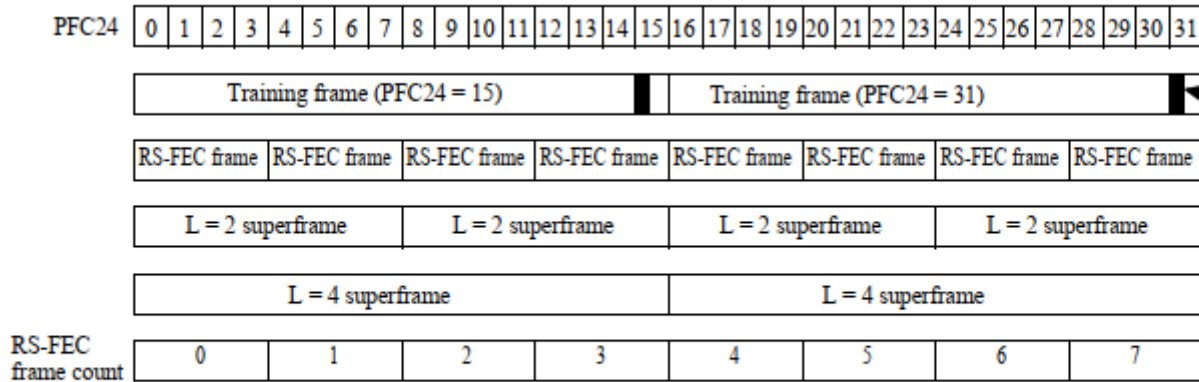 PFC24 0 1 2 3 4 5 6 7 8 9 10 11 12 13 14 15 16 17 18 19 20 21 22 23 24 25 26 27 28 29 30 31
Training frame (PFC24 = 15) Training frame (PFC24 = 31)
RS-FEC frame RS-FEC frame RS-FEC frame RS-FEC frame RS-FEC frame RS-FEC frame RS-FEC frame RS-FEC frame
L = 2 superframe L = 2 superframe L = 2 superframe L = 2 superframe
L = 4 superframe L = 4 superframe
RS-FEC
frame count 0 1 2 3 4 5 6 7